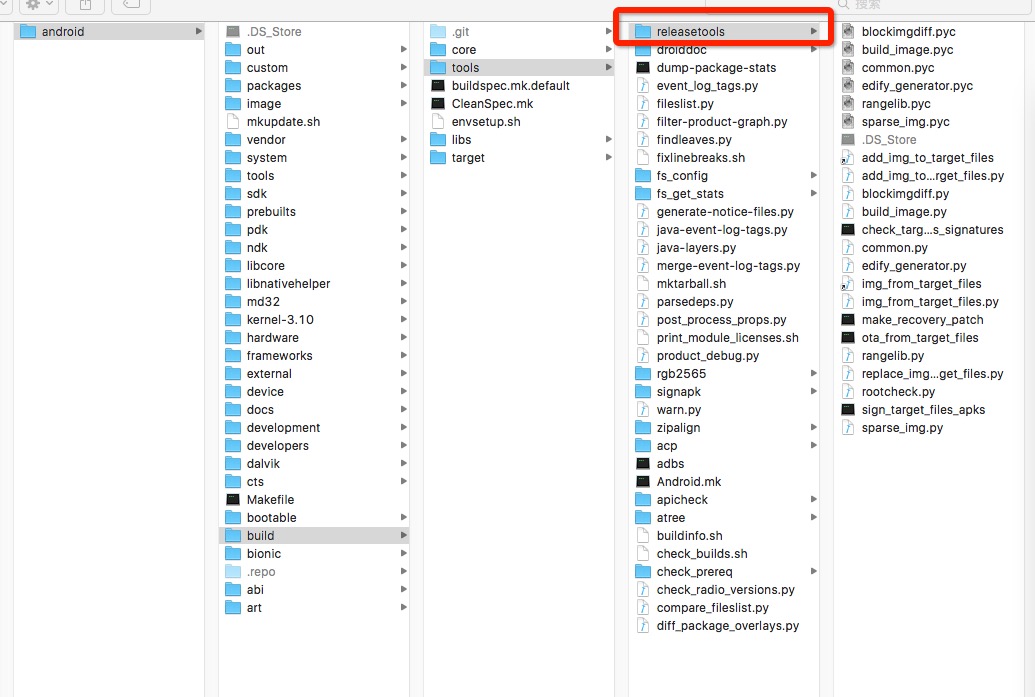 搜索
android
.DS_Store
out
custom
packages
image
mkupdate.sh
vendor
system
tools
sdk
prebuilts
pdk
ndk
libcore
libnativehelper
md32
kernel-3.10
hardware
frameworks
external
device
docs
development
developers
dalvik
cts
Makefile
bootable
build
bionic
.repo
abi
art
.git
core
tools
buildspec.mk.default
CleanSpec.mk
envsetup.sh
libs
target
releasetools
droiddoc
dump-package-stats
event_log_tags.py
fileslist.py
filter-product-graph.py
findleaves.py
fixlinebreaks.sh
fs_config
fs_get_stats
generate-notice-files.py
java-event-log-tags.py
java-layers.py
merge-event-log-tags.py
mktarball.sh
parsedeps.py
post_process_props.py
print_module_licenses.sh
product_debug.py
rgb2565
signapk
warn.py
zipalign
acp
adbs
Android.mk
apicheck
atree
buildinfo.sh
check_builds.sh
check_prereq
check_radio_versions.py
compare_fileslist.py
diff_package_overlays.py
blockimgdiff.pyc
build_image.pyc
common.pyc
edify_generator.pyc
rangelib.pyc
sparse_img.pyc
.DS_Store
add_img_to_target_files
add_img_to...rget_files.py
blockimgdiff.py
build_image.py
check_targ...s_signatures
common.py
edify_generator.py
img_from_target_files
img_from_target_files.py
make_recovery_patch
ota_from_target_files
rangelib.py
replace_img...get_files.py
rootcheck.py
sign_target_files_apks
sparse_img.py